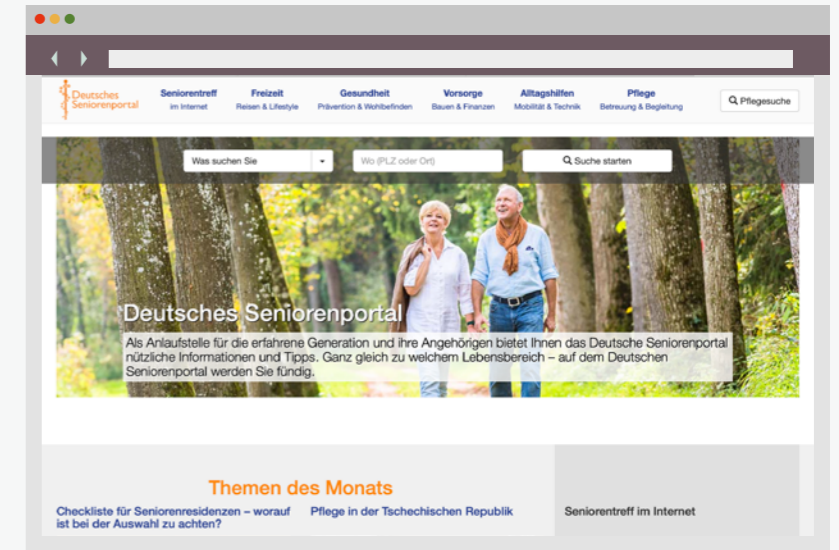 Deutsches
Seniorenportal
Seniorentreff
im Internet
Freizeit
Reisen & Lifestyle
Gesundheit
Prävention & Wohlbefinden
Vorsorge
Bauen & Finanzen
Alltagshilfen
Mobilität & Technik
Pflege
Betreuung & Begleitung
Pflegesuche
Was suchen Sie
Wo (PLZ oder Ort)
Suche starten
Deutsches Seniorenportal
Als Anlaufstelle für die erfahrene Generation und ihre Angehörigen bietet Ihnen das Deutsche Seniorenportal
nützliche Informationen und Tipps. Ganz gleich zu welchem Lebensbereich – auf dem Deutschen
Seniorenportal werden Sie fündig.
Themen des Monats
Checkliste für Seniorenresidenzen – worauf
ist bei der Auswahl zu achten?
Pflege in der Tschechischen Republik
Seniorentreff im Internet